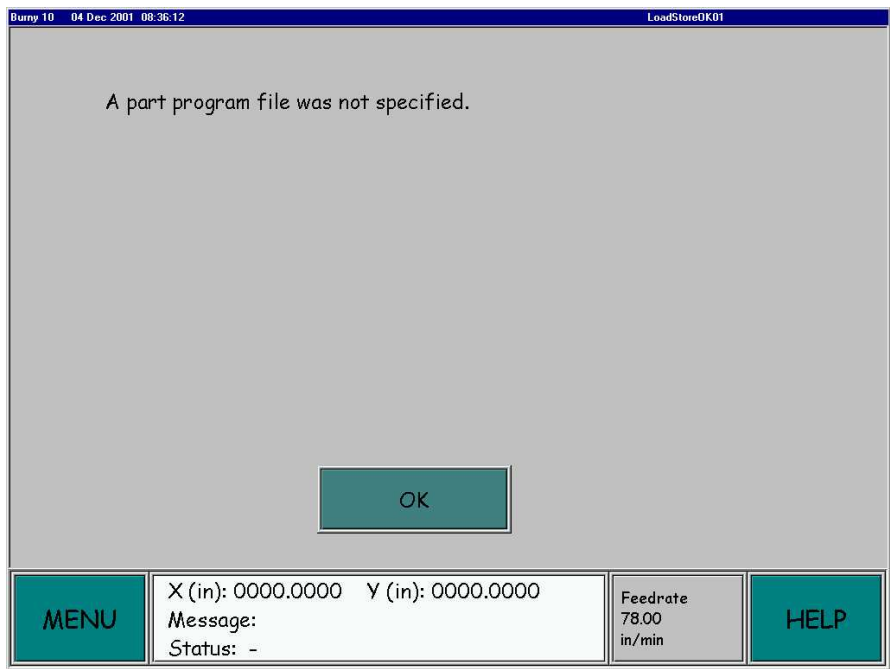 Burny 10 04 Dec 2001 08:36:12 LoadStoreOK01
A part program file was not specified.
OK
MENU
X (in): 0000.0000 Y (in): 0000.0000
Message:
Status: -
Feedrate
78.00
in/min
HELP